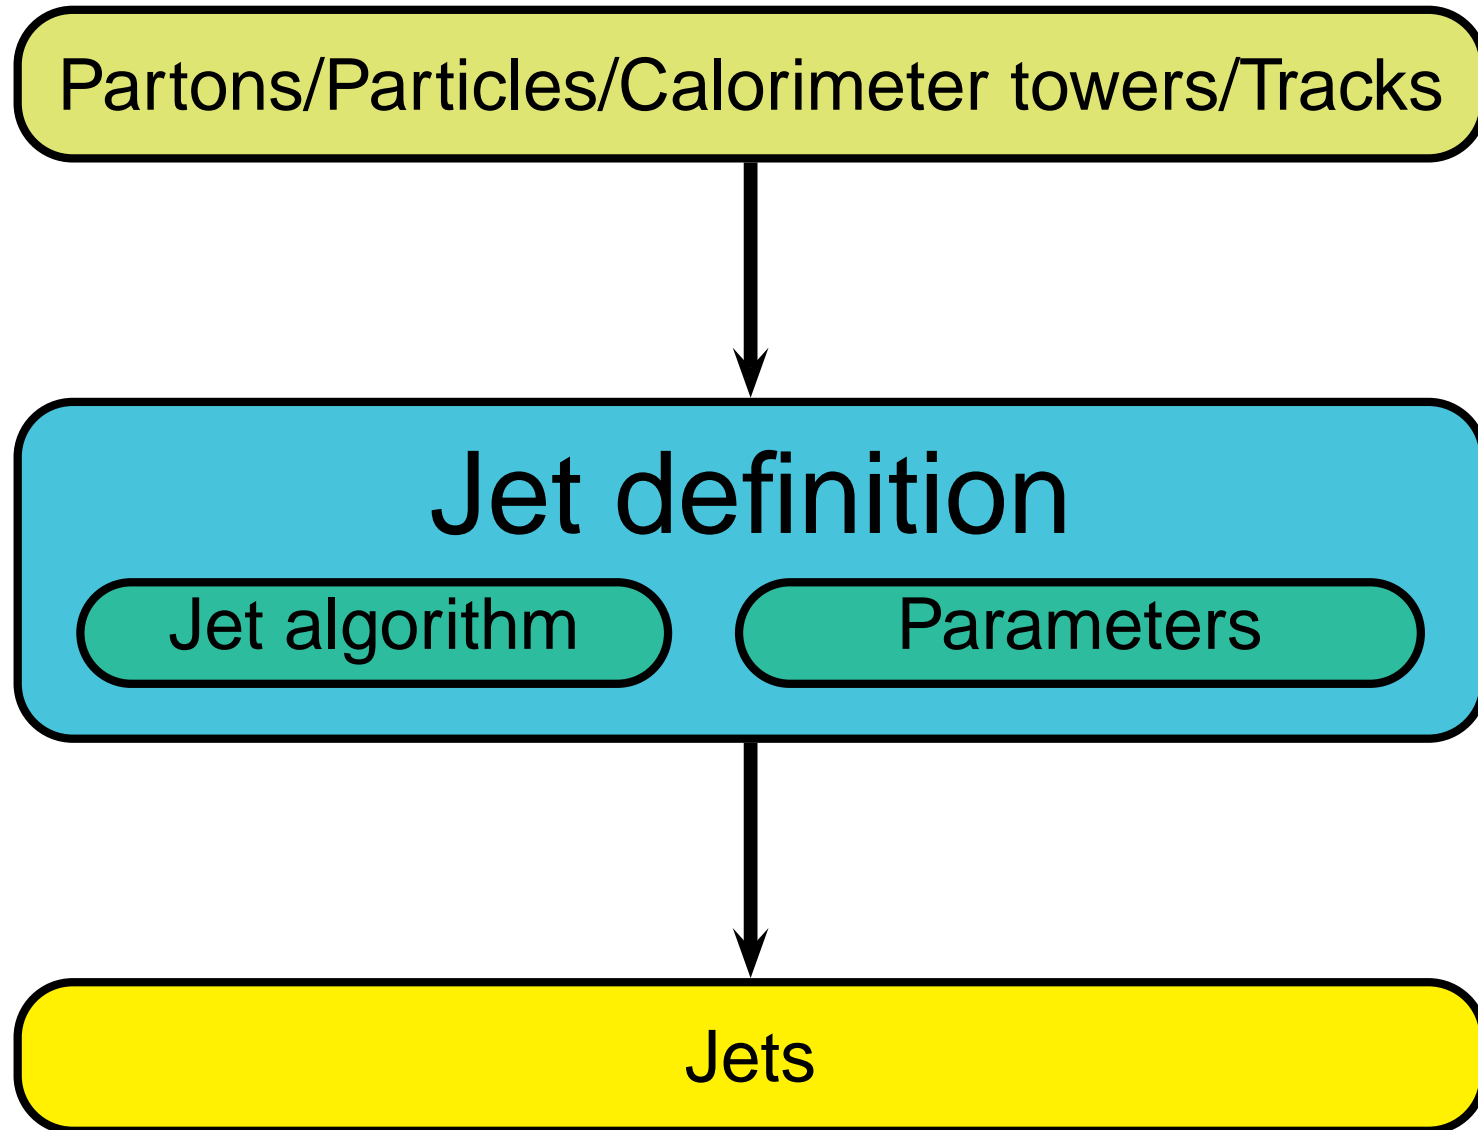 Partons/Particles/Calorimeter towers/Tracks
Jet definition
Jet algorithm
Parameters
Jets